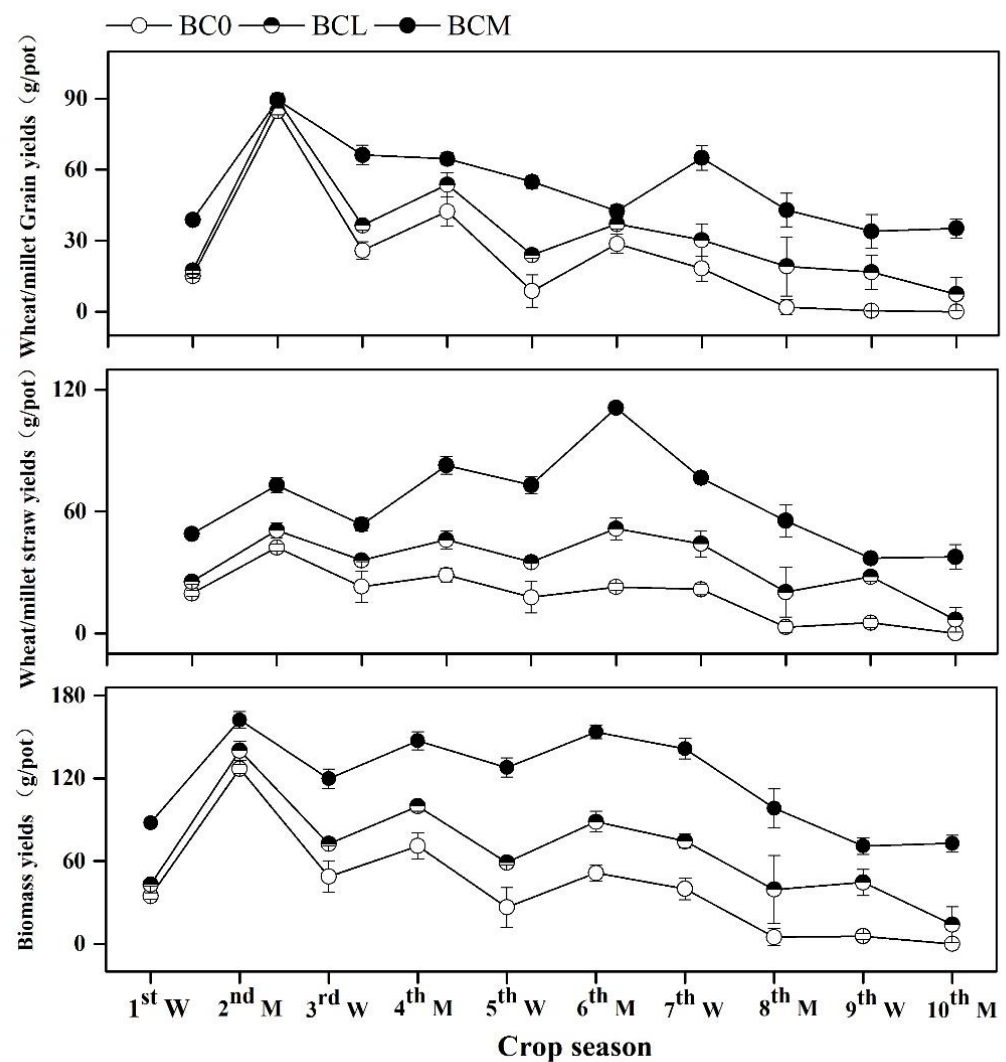 BC0 BCL BCM
Wheat/millet Grain yields（g/pot）
90
60
30
0
Wheat/millet straw yields（g/pot）
120
60
0
Biomass yields （g/pot）
180
120
60
0
1st W 2nd M 3rd W 4th M 5th W 6th M 7th W 8th M 9th W 10th M
Crop season